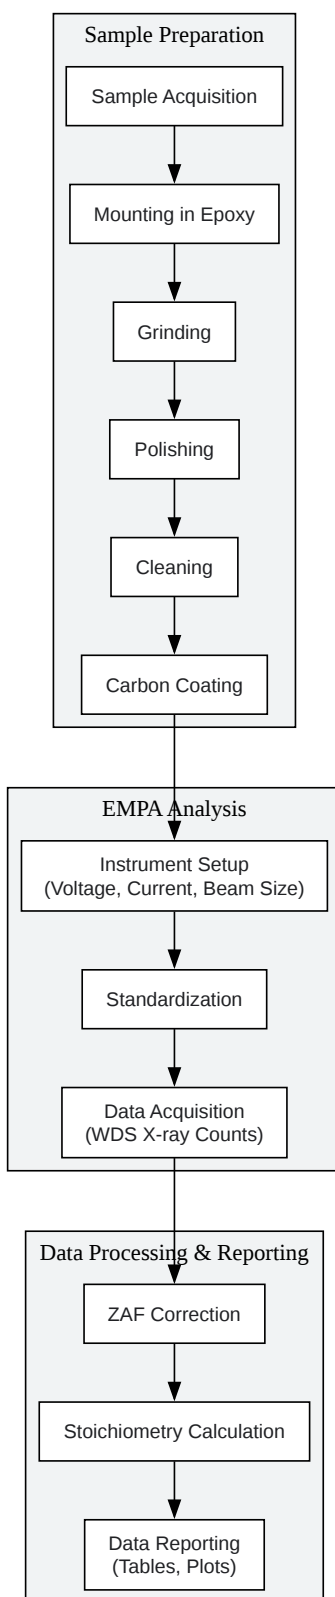 Sample Preparation
Sample Acquisition
Mounting in Epoxy
Grinding
Polishing
Cleaning
Carbon Coating
EMPA Analysis
Instrument Setup
(Voltage, Current, Beam Size)
Standardization
Data Acquisition
(WDS X-ray Counts)
Data Processing & Reporting
ZAF Correction
Stoichiometry Calculation
Data Reporting
(Tables, Plots)